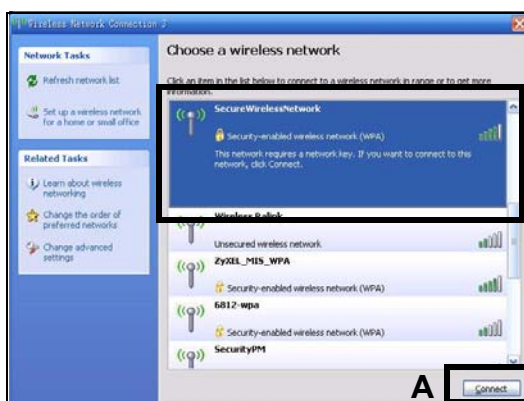 Wireless Network Connection 3
Network Tasks
Refresh network list
Set up a wireless network
for a home or small office
Related Tasks
Learn about wireless
networking
Change the order of
preferred networks
Change advanced
settings
Choose a wireless network
Click an item in the list below to connect to a wireless network in range or to get more
information.
SecureWirelessNetwork
Security-enabled wireless network (WPA)
This network requires a network key. If you want to connect to this
network, click Connect.
Wireless Ralink
Unsecured wireless network
ZyXEL_MIS_WPA
Security-enabled wireless network (WPA)
6812-wpa
Security-enabled wireless network (WPA)
SecurityPM
A
Connect